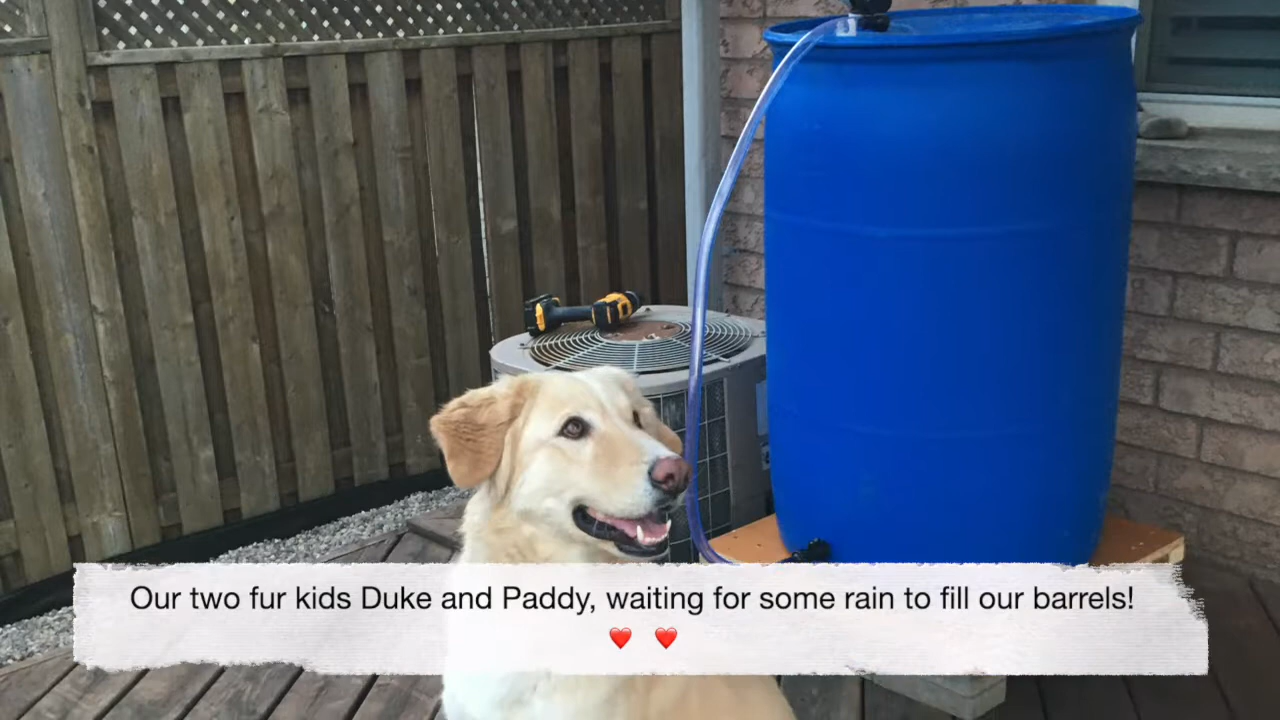 Our two fur kids Duke and Paddy, waiting for some rain to fill our barrels!
❤️ ❤️